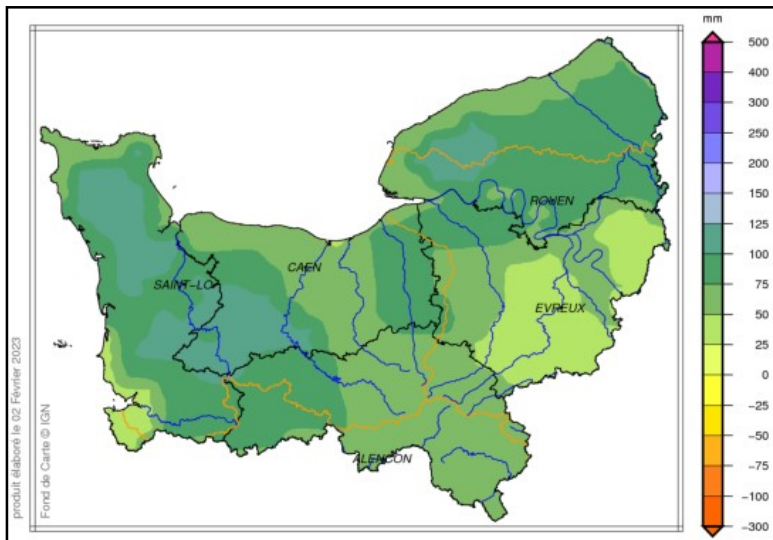 mm
500
400
300
250
200
150
125
100
75
50
25
0
-25
-50
-75
-100
-300
ROUEN
CAEN
SAINT-LO
EVREUX
ALENCON
produit elaboré le 02 Février 2023
Fond de Carte © IGN